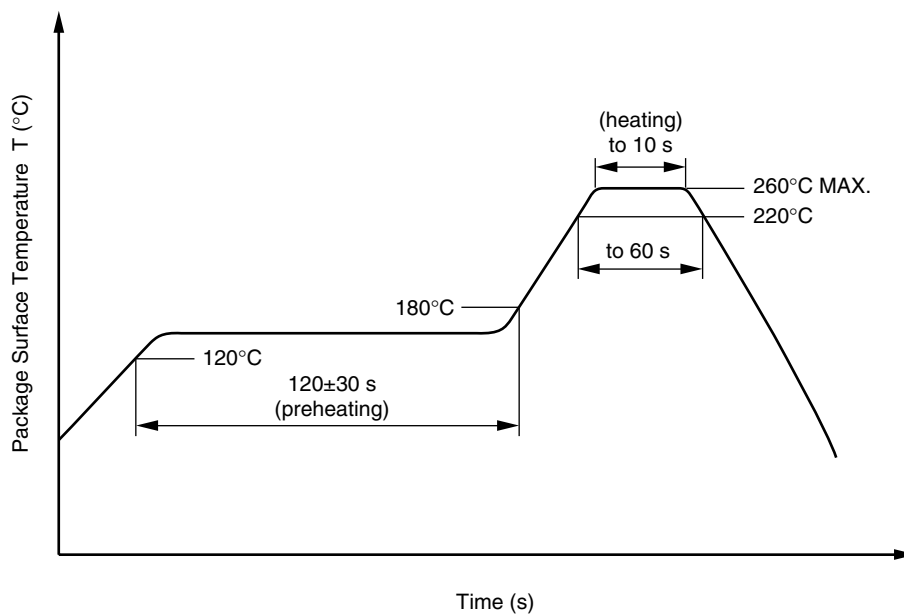 Package Surface Temperature T (°C)
(heating)
to 10 s
260°C MAX.
220°C
to 60 s
180°C
120°C
120±30 s
(preheating)
Time (s)